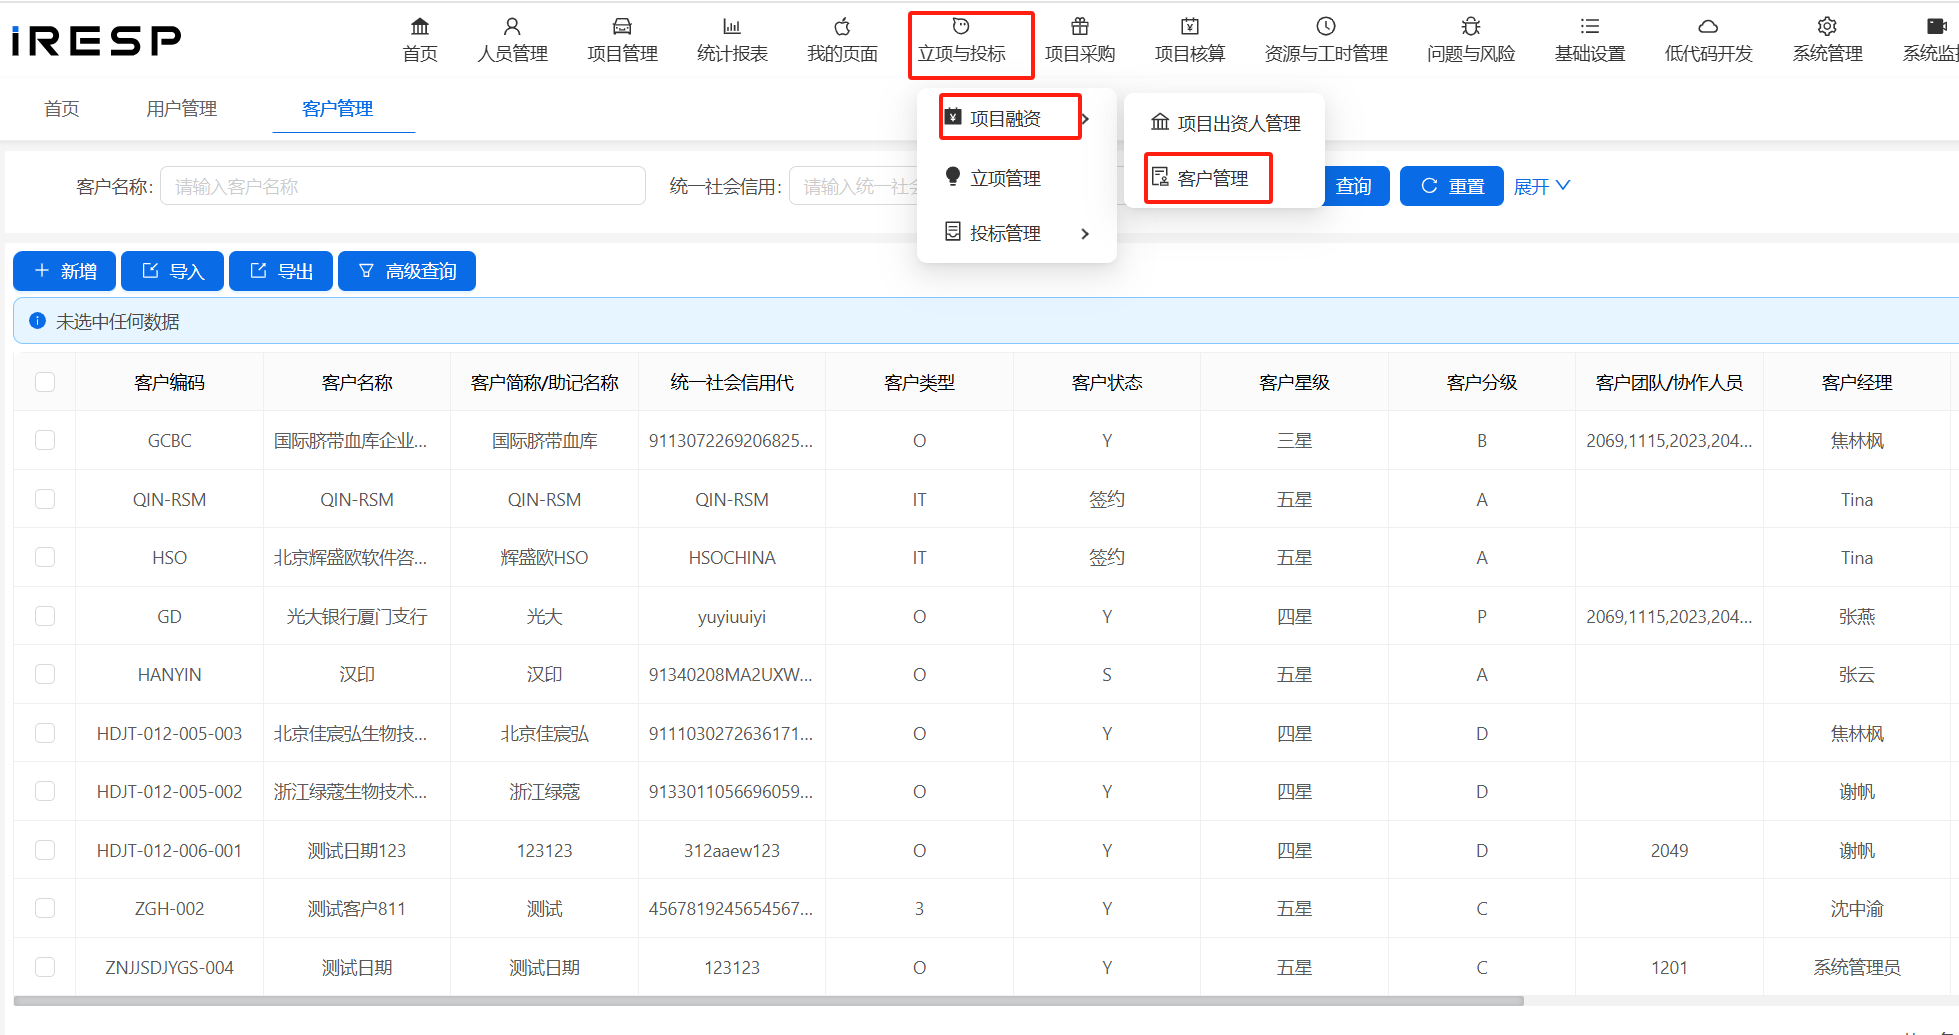 iRESP
首页 人员管理 项目管理 统计报表 我的页面 立项与投标 项目采购 项目核算 资源与工时管理 问题与风险 基础设置 低代码开发 系统管理 系统监
首页 用户管理 客户管理
项目融资
立项管理
投标管理
项目出资人管理
客户管理
客户名称: 请输入客户名称 统一社会信用: 请输入统一社会 查询 重置 展开
新增 导入 导出 高级查询
未选中任何数据
客户编码 客户名称 客户简称/助记名称 统一社会信用代 客户类型 客户状态 客户星级 客户分级 客户团队/协作人员 客户经理
GCBC 国际脐带血库企业... 国际脐带血库 9113072269206825... O Y 三星 B 2069,1115,2023,204... 焦林枫
QIN-RSM QIN-RSM QIN-RSM QIN-RSM IT 签约 五星 A Tina
HSO 北京辉盛欧软件咨... 辉盛欧HSO HSOCHINA IT 签约 五星 A Tina
GD 光大银行厦门支行 光大 yuyiuuiyi O Y 四星 P 2069,1115,2023,204... 张燕
HANYIN 汉印 汉印 91340208MA2UXW... O S 五星 A 张云
HDJT-012-005-003 北京佳宸弘生物技... 北京佳宸弘 9111030272636171... O Y 四星 D 焦林枫
HDJT-012-005-002 浙江绿蔻生物技术... 浙江绿蔻 9133011056696059... O Y 四星 D 谢帆
HDJT-012-006-001 测试日期123 123123 312aaew123 O Y 四星 D 2049 谢帆
ZGH-002 测试客户811 测试 4567819245654567... 3 Y 五星 C 沈中渝
ZNJJSDJYGS-004 测试日期 测试日期 123123 O Y 五星 C 1201 系统管理员